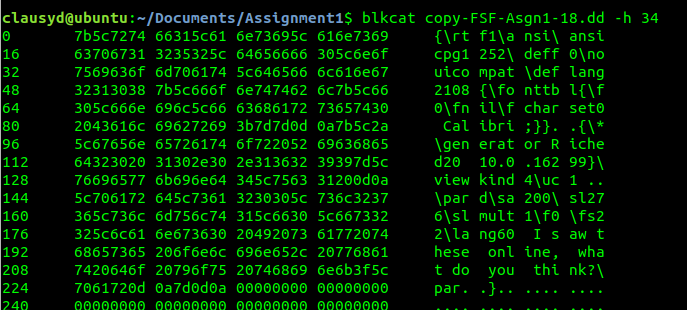 clausyd@ubuntu:~/Documents/Assignment1$ blkcat copy-FSF-Asgn1-18.dd -h 34
0 7b5c7274 66315c61 6e73695c 616e7369 {\rt f1\a nsi\ ansi
16 63706731 3235325c 64656666 305c6e6f cpg1 252\ deff 0\no
32 7569636f 6d706174 5c646566 6c616e67 uico mpat \def lang
48 32313038 7b5c666f 6e747462 6c7b5c66 2108 {\fo nttb l{\f
64 305c666e 696c5c66 63686172 73657430 0\fn il\f char set0
80 2043616c 69627269 3b7d7d0d 0a7b5c2a Cal ibri ;}}. .{\*
96 5c67656e 65726174 6f722052 69636865 \gen erat or R iche
112 64323020 31302e30 2e313632 39397d5c d20 10.0 .162 99}\
128 76696577 6b696e64 345c7563 31200d0a view kind 4\uc 1 ..
144 5c706172 645c7361 3230305c 736c3237 \par d\sa 200\ sl27
160 365c736c 6d756c74 315c6630 5c667332 6\sl mult 1\f0 \fs2
176 325c6c61 6e673630 20492073 61772074 2\la ng60 I s aw t
192 68657365 206f6e6c 696e652c 20776861 hese onl ine, wha
208 7420646f 20796f75 20746869 6e6b3f5c t do you thi nk?\
224 7061720d 0a7d0d0a 00000000 00000000 par. .}.. .... ....
240 00000000 00000000 00000000 00000000 .... .... .... ....